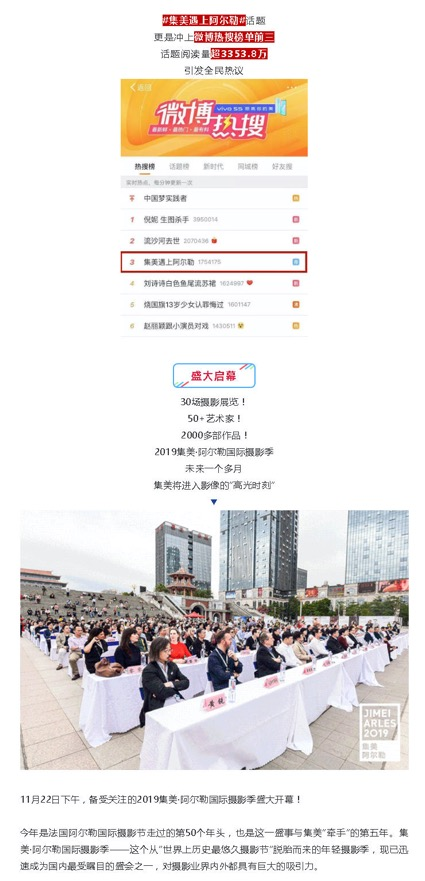 #集美遇上阿尔勒#话题
更是冲上微博热搜榜单前三
话题阅读量超3353.8万
引发全民热议
微博热搜
vivo S5
热搜榜 话题榜 新时代 同城榜 好友搜
实时热点，每分钟更新一次
中国梦实践者
1 倪妮 生图杀手 3960014
2 流沙河去世 2070436
3 集美遇上阿尔勒 1754175
4 刘诗诗白色鱼尾流苏裙 1634997
5 烧国旗13岁少女认罪悔过 1601147
6 赵丽颖跟小演员对戏 1430611
盛大启幕
30场摄影展览！
50+艺术家！
2000多部作品！
2019集美·阿尔勒国际摄影季
未来一个多月
集美将进入影像的“高光时刻”
JIMEI
ARLES
2019
集美
阿尔勒
11月22日下午，备受关注的2019集美·阿尔勒国际摄影季盛大开幕！
今年是法国阿尔勒国际摄影节走过的第50个年头，也是这一盛事与集美“牵手”的第五年。集
美·阿尔勒国际摄影季——这个从“世界上历史最悠久摄影节”脱胎而来的年轻摄影季，现已迅
速成为国内最受瞩目的盛会之一，对摄影业界内外都具有巨大的吸引力。